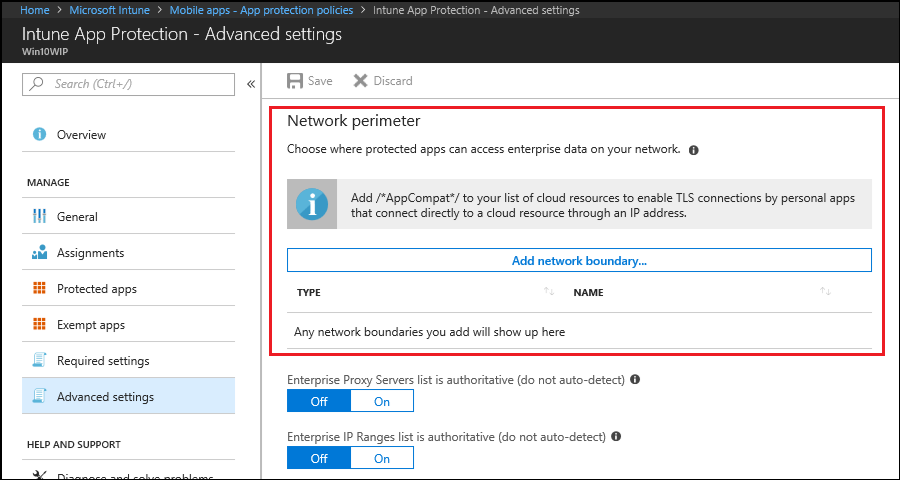 Home > Microsoft Intune > Mobile apps - App protection policies > Intune App Protection - Advanced settings
Intune App Protection - Advanced settings
Win10WIP
Search (Ctrl+/)
Overview
MANAGE
General
Assignments
Protected apps
Exempt apps
Required settings
Advanced settings
HELP AND SUPPORT
Diagnose and solve problems
Save Discard
Network perimeter
Choose where protected apps can access enterprise data on your network.
Add /*AppCompat*/ to your list of cloud resources to enable TLS connections by personal apps
that connect directly to a cloud resource through an IP address.
Add network boundary...
TYPE NAME
Any network boundaries you add will show up here
Enterprise Proxy Servers list is authoritative (do not auto-detect)
Off On
Enterprise IP Ranges list is authoritative (do not auto-detect)
Off On